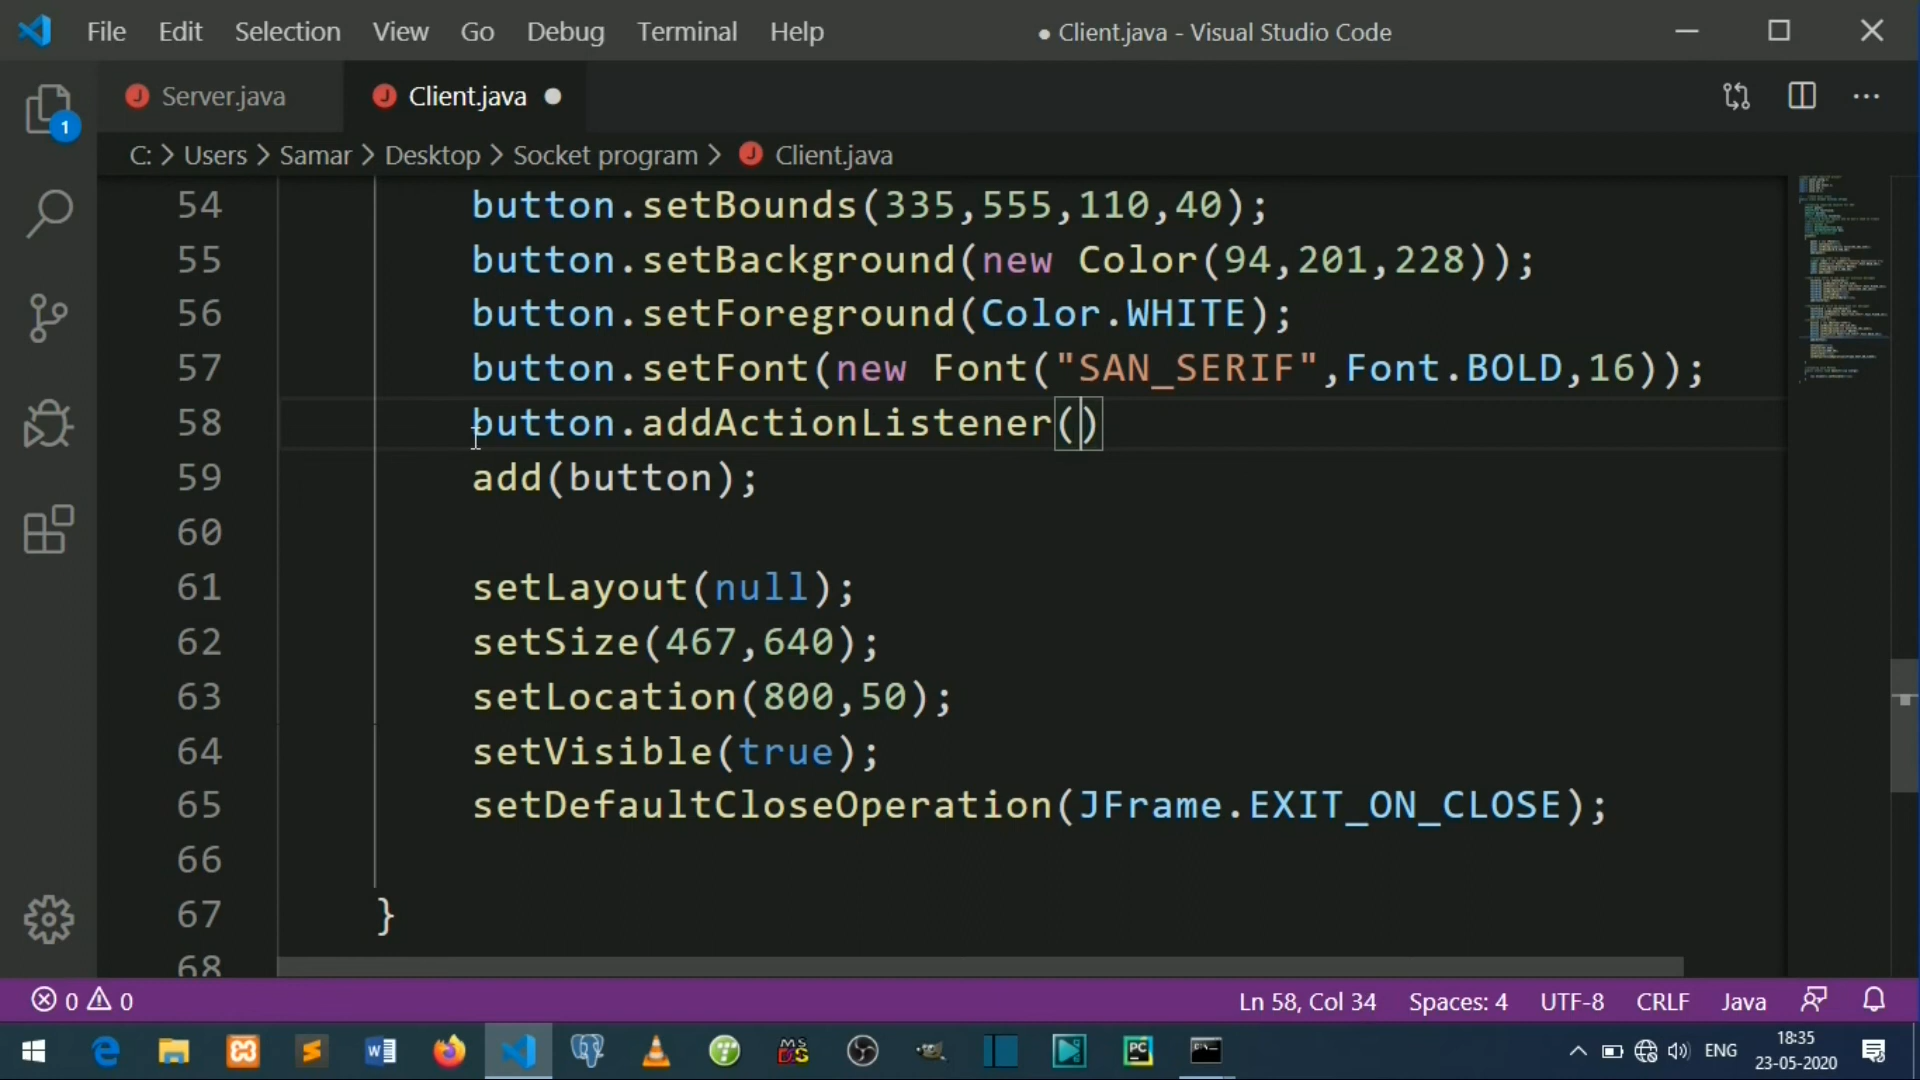 File Edit Selection View Go Debug Terminal Help ● Client.java - Visual Studio Code
J Server.java J Client.java ●
C: > Users > Samar > Desktop > Socket program > J Client.java
1
54 button.setBounds(335,555,110,40);
55 button.setBackground(new Color(94,201,228));
56 button.setForeground(Color.WHITE);
57 button.setFont(new Font("SAN_SERIF",Font.BOLD,16));
58 button.addActionListener()
59 add(button);
60
61 setLayout(null);
62 setSize(467,640);
63 setLocation(800,50);
64 setVisible(true);
65 setDefaultCloseOperation(JFrame.EXIT_ON_CLOSE);
66
67 }
68
0 0 Ln 58, Col 34 Spaces: 4 UTF-8 CRLF Java
ENG 18:35
23-05-2020